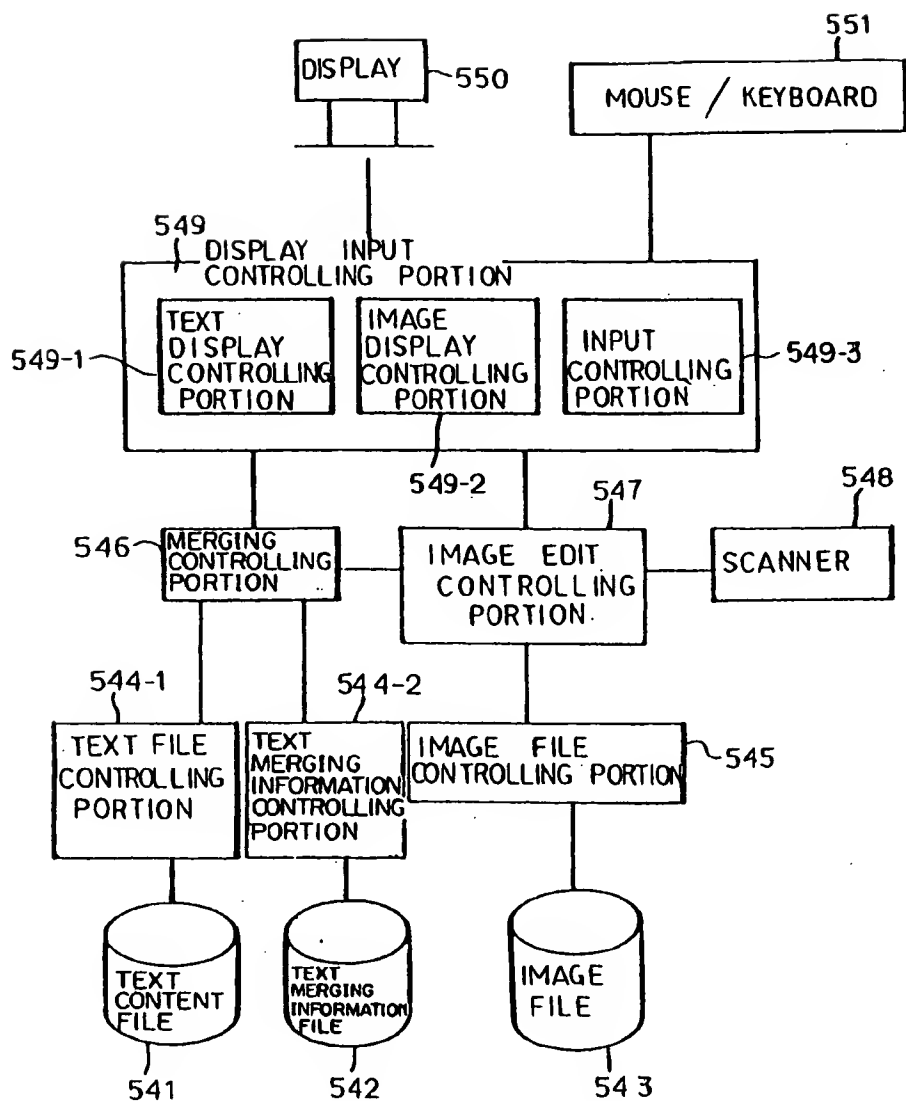 551
DISPLAY
550
MOUSE / KEYBOARD
549
DISPLAY INPUT
CONTROLLING PORTION
TEXT
DISPLAY
CONTROLLING
PORTION
IMAGE
DISPLAY
CONTROLLING
PORTION
INPUT
CONTROLLING
PORTION
549-1
549-3
549-2
547
548
546
MERGING
CONTROLLING
PORTION
IMAGE EDIT
CONTROLLING
PORTION
SCANNER
544-1
544-2
TEXT FILE
CONTROLLING
PORTION
TEXT
MERGING
INFORMATION
CONTROLLING
PORTION
IMAGE FILE
CONTROLLING PORTION
545
TEXT
CONTENT
FILE
TEXT
MERGING
INFORMATION
FILE
IMAGE
FILE
541
542
543